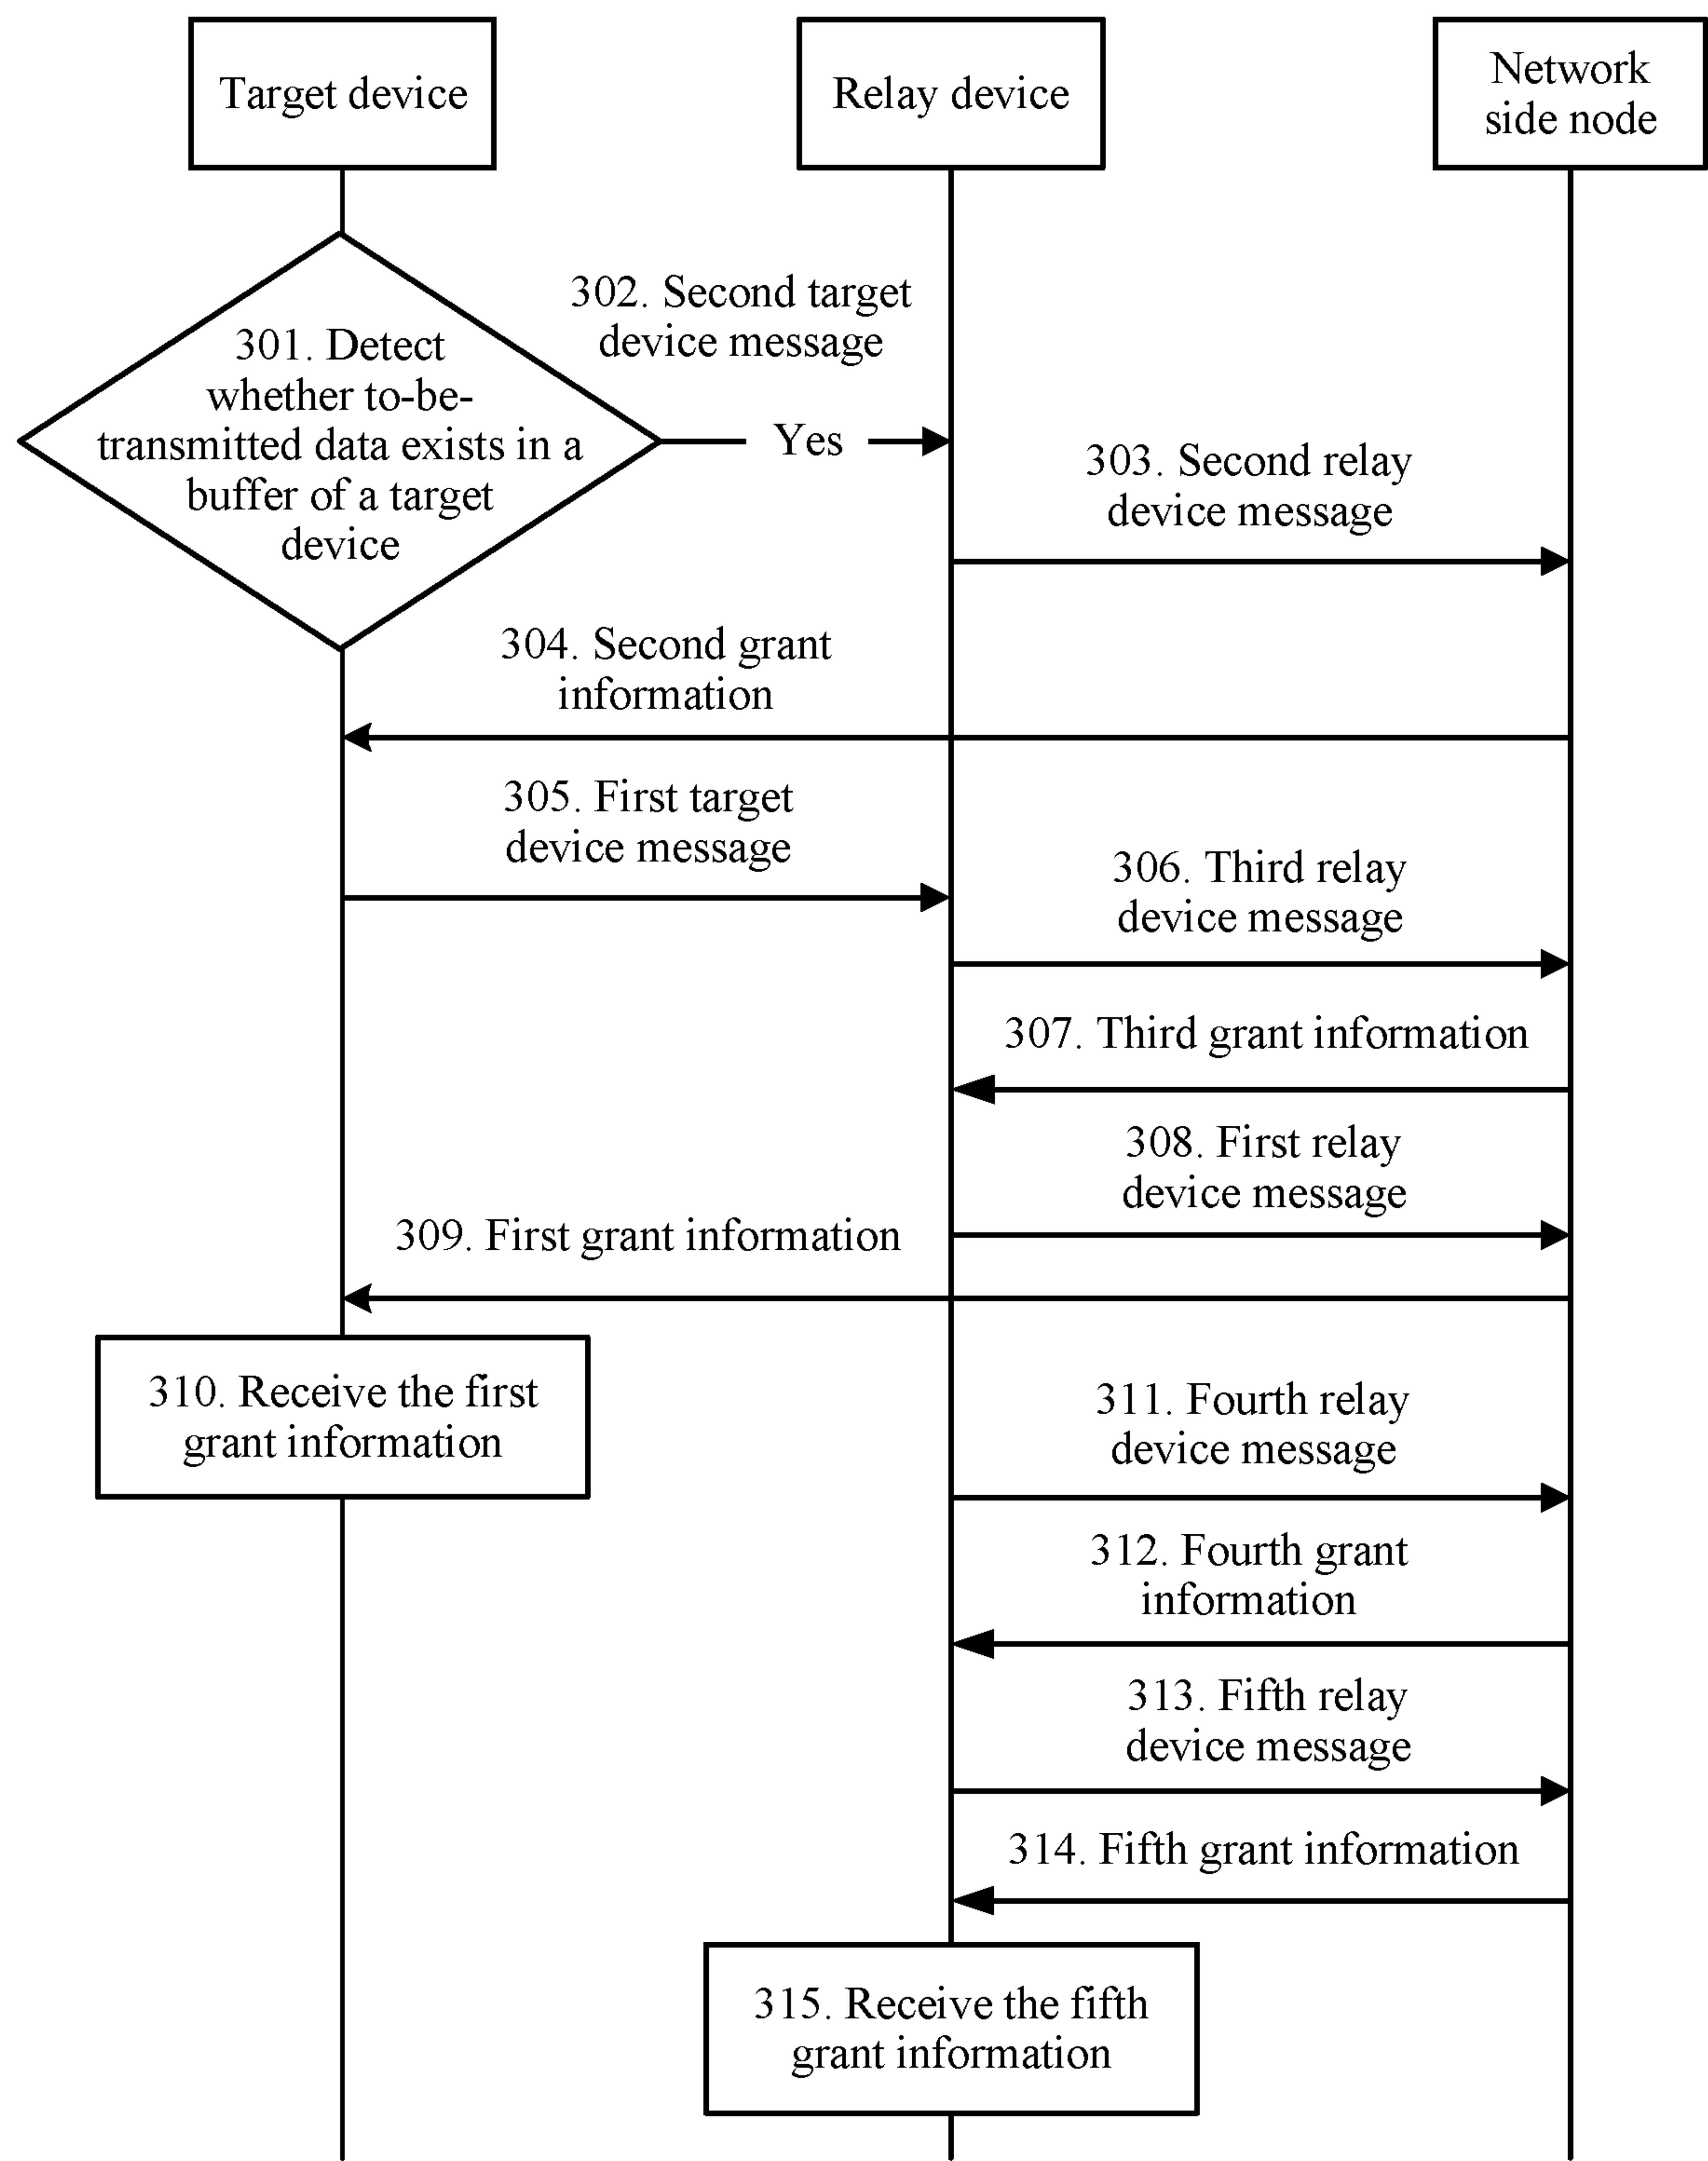 Target device
Relay device
Network
side node
302. Second target
device message
301. Detect
whether to-be-
transmitted data exists in a
buffer of a target
device
Yes
303. Second relay
device message
304. Second grant
information
305. First target
device message
306. Third relay
device message
307. Third grant information
308. First relay
device message
309. First grant information
310. Receive the first
grant information
311. Fourth relay
device message
312. Fourth grant
information
313. Fifth relay
device message
314. Fifth grant information
315. Receive the fifth
grant information